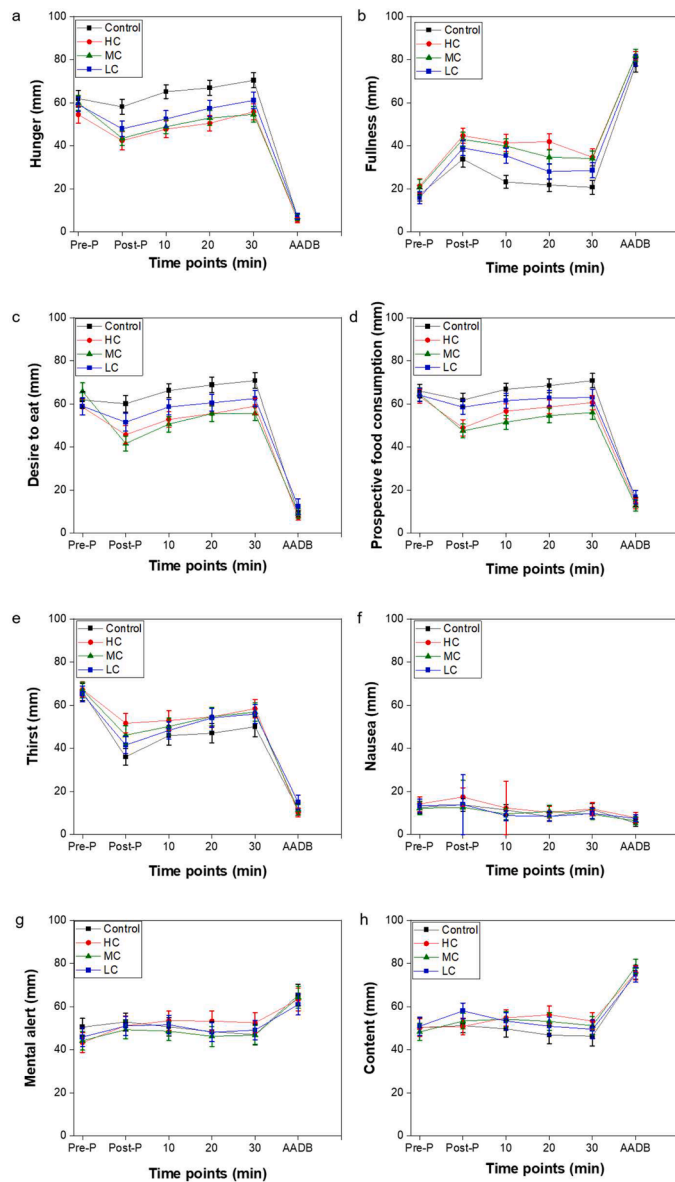 a
Control
HC
MC
LC
100
80
60
40
20
0
Hunger (mm)
Pre-P Post-P 10 20 30 AADB
Time points (min)
b
Control
HC
MC
LC
100
80
60
40
20
0
Fullness (mm)
Pre-P Post-P 10 20 30 AADB
Time points (min)
c
Control
HC
MC
LC
100
80
60
40
20
0
Desire to eat (mm)
Pre-P Post-P 10 20 30 AADB
Time points (min)
d
Control
HC
MC
LC
100
80
60
40
20
0
Prospective food consumption (mm)
Pre-P Post-P 10 20 30 AADB
Time points (min)
e
Control
HC
MC
LC
100
80
60
40
20
0
Thirst (mm)
Pre-P Post-P 10 20 30 AADB
Time points (min)
f
Control
HC
MC
LC
100
80
60
40
20
0
Nausea (mm)
Pre-P Post-P 10 20 30 AADB
Time points (min)
g
Control
HC
MC
LC
100
80
60
40
20
0
Mental alert (mm)
Pre-P Post-P 10 20 30 AADB
Time points (min)
h
Control
HC
MC
LC
100
80
60
40
20
0
Content (mm)
Pre-P Post-P 10 20 30 AADB
Time points (min)